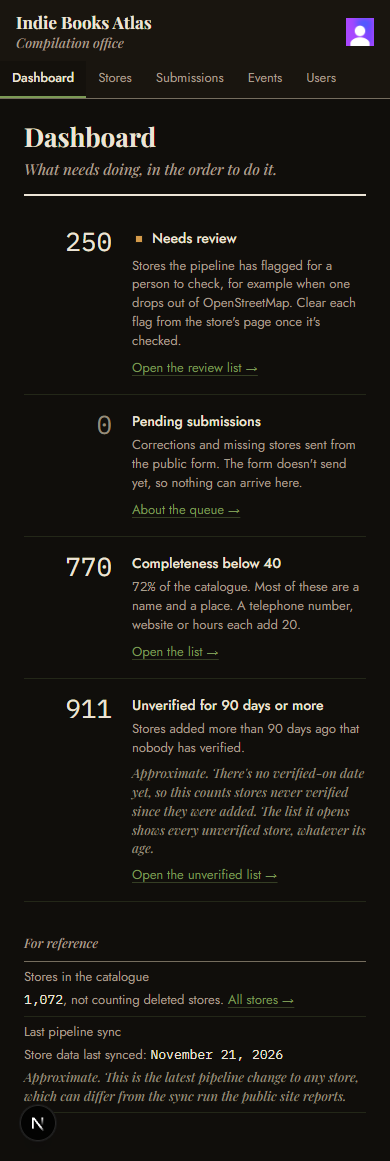 Indie Books Atlas
Compilation office
Dashboard Stores Submissions Events Users
Dashboard
What needs doing, in the order to do it.
250 Needs review
Stores the pipeline has flagged for a
person to check, for example when one
drops out of OpenStreetMap. Clear each
flag from the store's page once it's
checked.
Open the review list →
0 Pending submissions
Corrections and missing stores sent from
the public form. The form doesn't send
yet, so nothing can arrive here.
About the queue →
770 Completeness below 40
72% of the catalogue. Most of these are a
name and a place. A telephone number,
website or hours each add 20.
Open the list →
911 Unverified for 90 days or more
Stores added more than 90 days ago that
nobody has verified.
Approximate. There's no verified-on date
yet, so this counts stores never verified
since they were added. The list it opens
shows every unverified store, whatever its
age.
Open the unverified list →
For reference
Stores in the catalogue
1,072, not counting deleted stores. All stores →
Last pipeline sync
Store data last synced: November 21, 2026
Approximate. This is the latest pipeline change to any store,
which can differ from the sync run the public site reports.
N